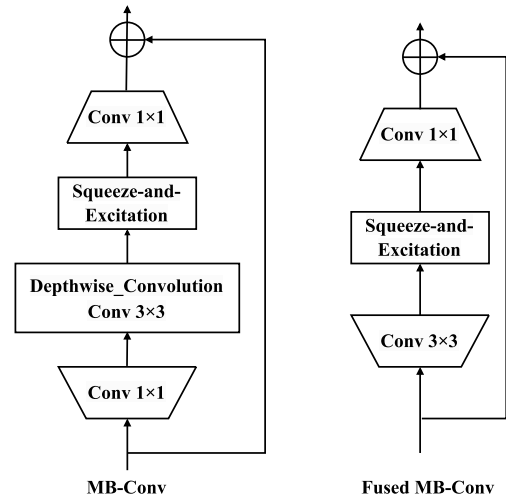 Conv 1×1
Squeeze-and-
Excitation
Depthwise_Convolution
Conv 3×3
Conv 1×1
MB-Conv
Conv 1×1
Squeeze-and-
Excitation
Conv 3×3
Fused MB-Conv